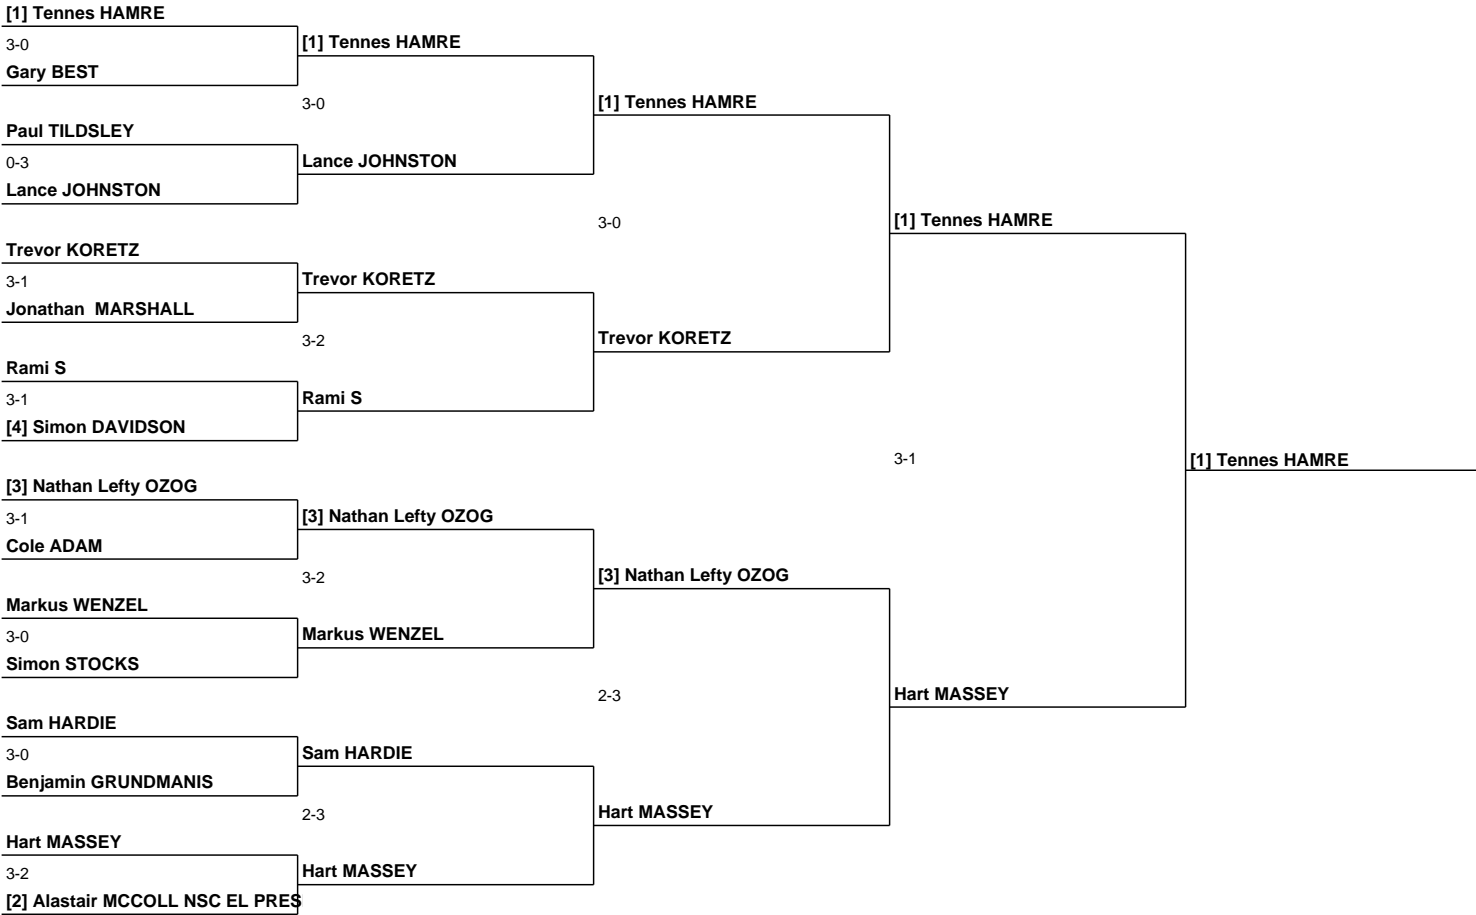 [1] Tennes HAMRE
3-0
Gary BEST
Paul TILDSLEY
0-3
Lance JOHNSTON
Trevor KORETZ
3-1
Jonathan  MARSHALL
Rami S
3-1
[4] Simon DAVIDSON
[3] Nathan Lefty OZOG
3-1
Cole ADAM
Markus WENZEL
3-0
Simon STOCKS
Sam HARDIE
3-0
Benjamin GRUNDMANIS
Hart MASSEY
3-2
[2] Alastair MCCOLL NSC EL PRES
[1] Tennes HAMRE
3-0
Lance JOHNSTON
Trevor KORETZ
3-2
Rami S
[3] Nathan Lefty OZOG
3-2
Markus WENZEL
Sam HARDIE
2-3
Hart MASSEY
[1] Tennes HAMRE
3-0
Trevor KORETZ
[3] Nathan Lefty OZOG
2-3
Hart MASSEY
[1] Tennes HAMRE
3-1
Hart MASSEY
[1] Tennes HAMRE